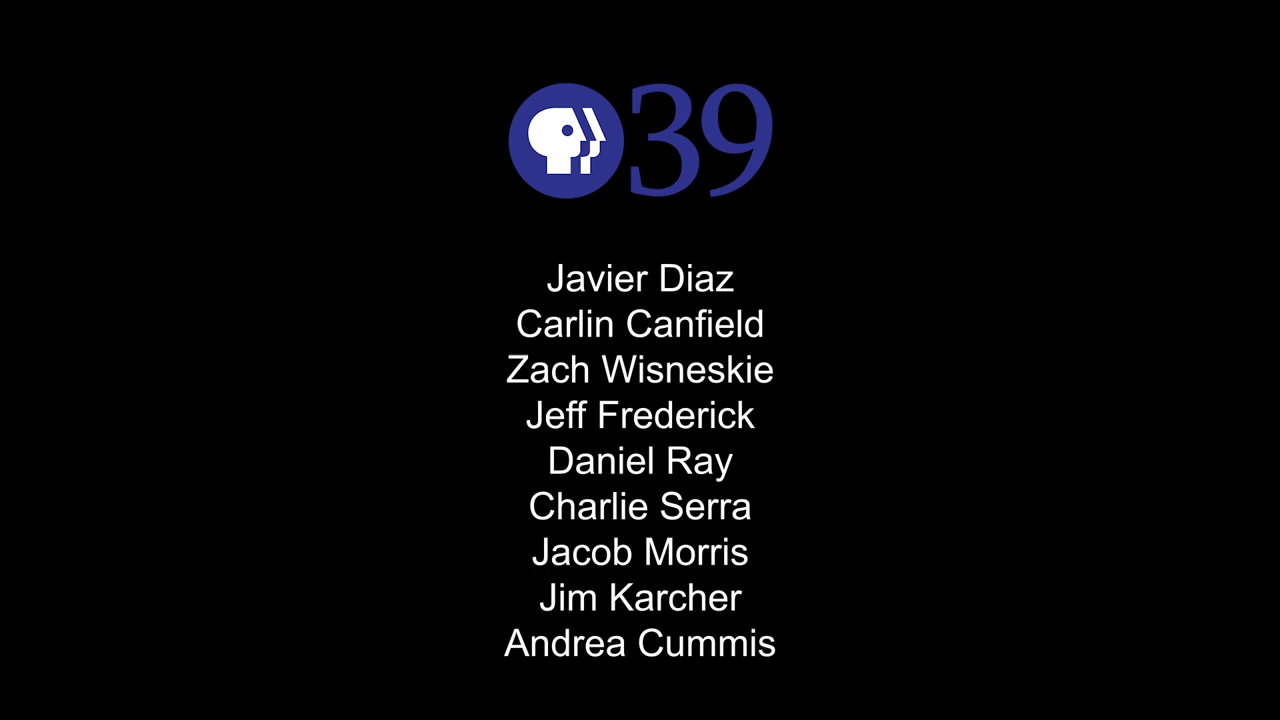 39
Javier Diaz
Carlin Canfield
Zach Wisneskie
Jeff Frederick
Daniel Ray
Charlie Serra
Jacob Morris
Jim Karcher
Andrea Cummis